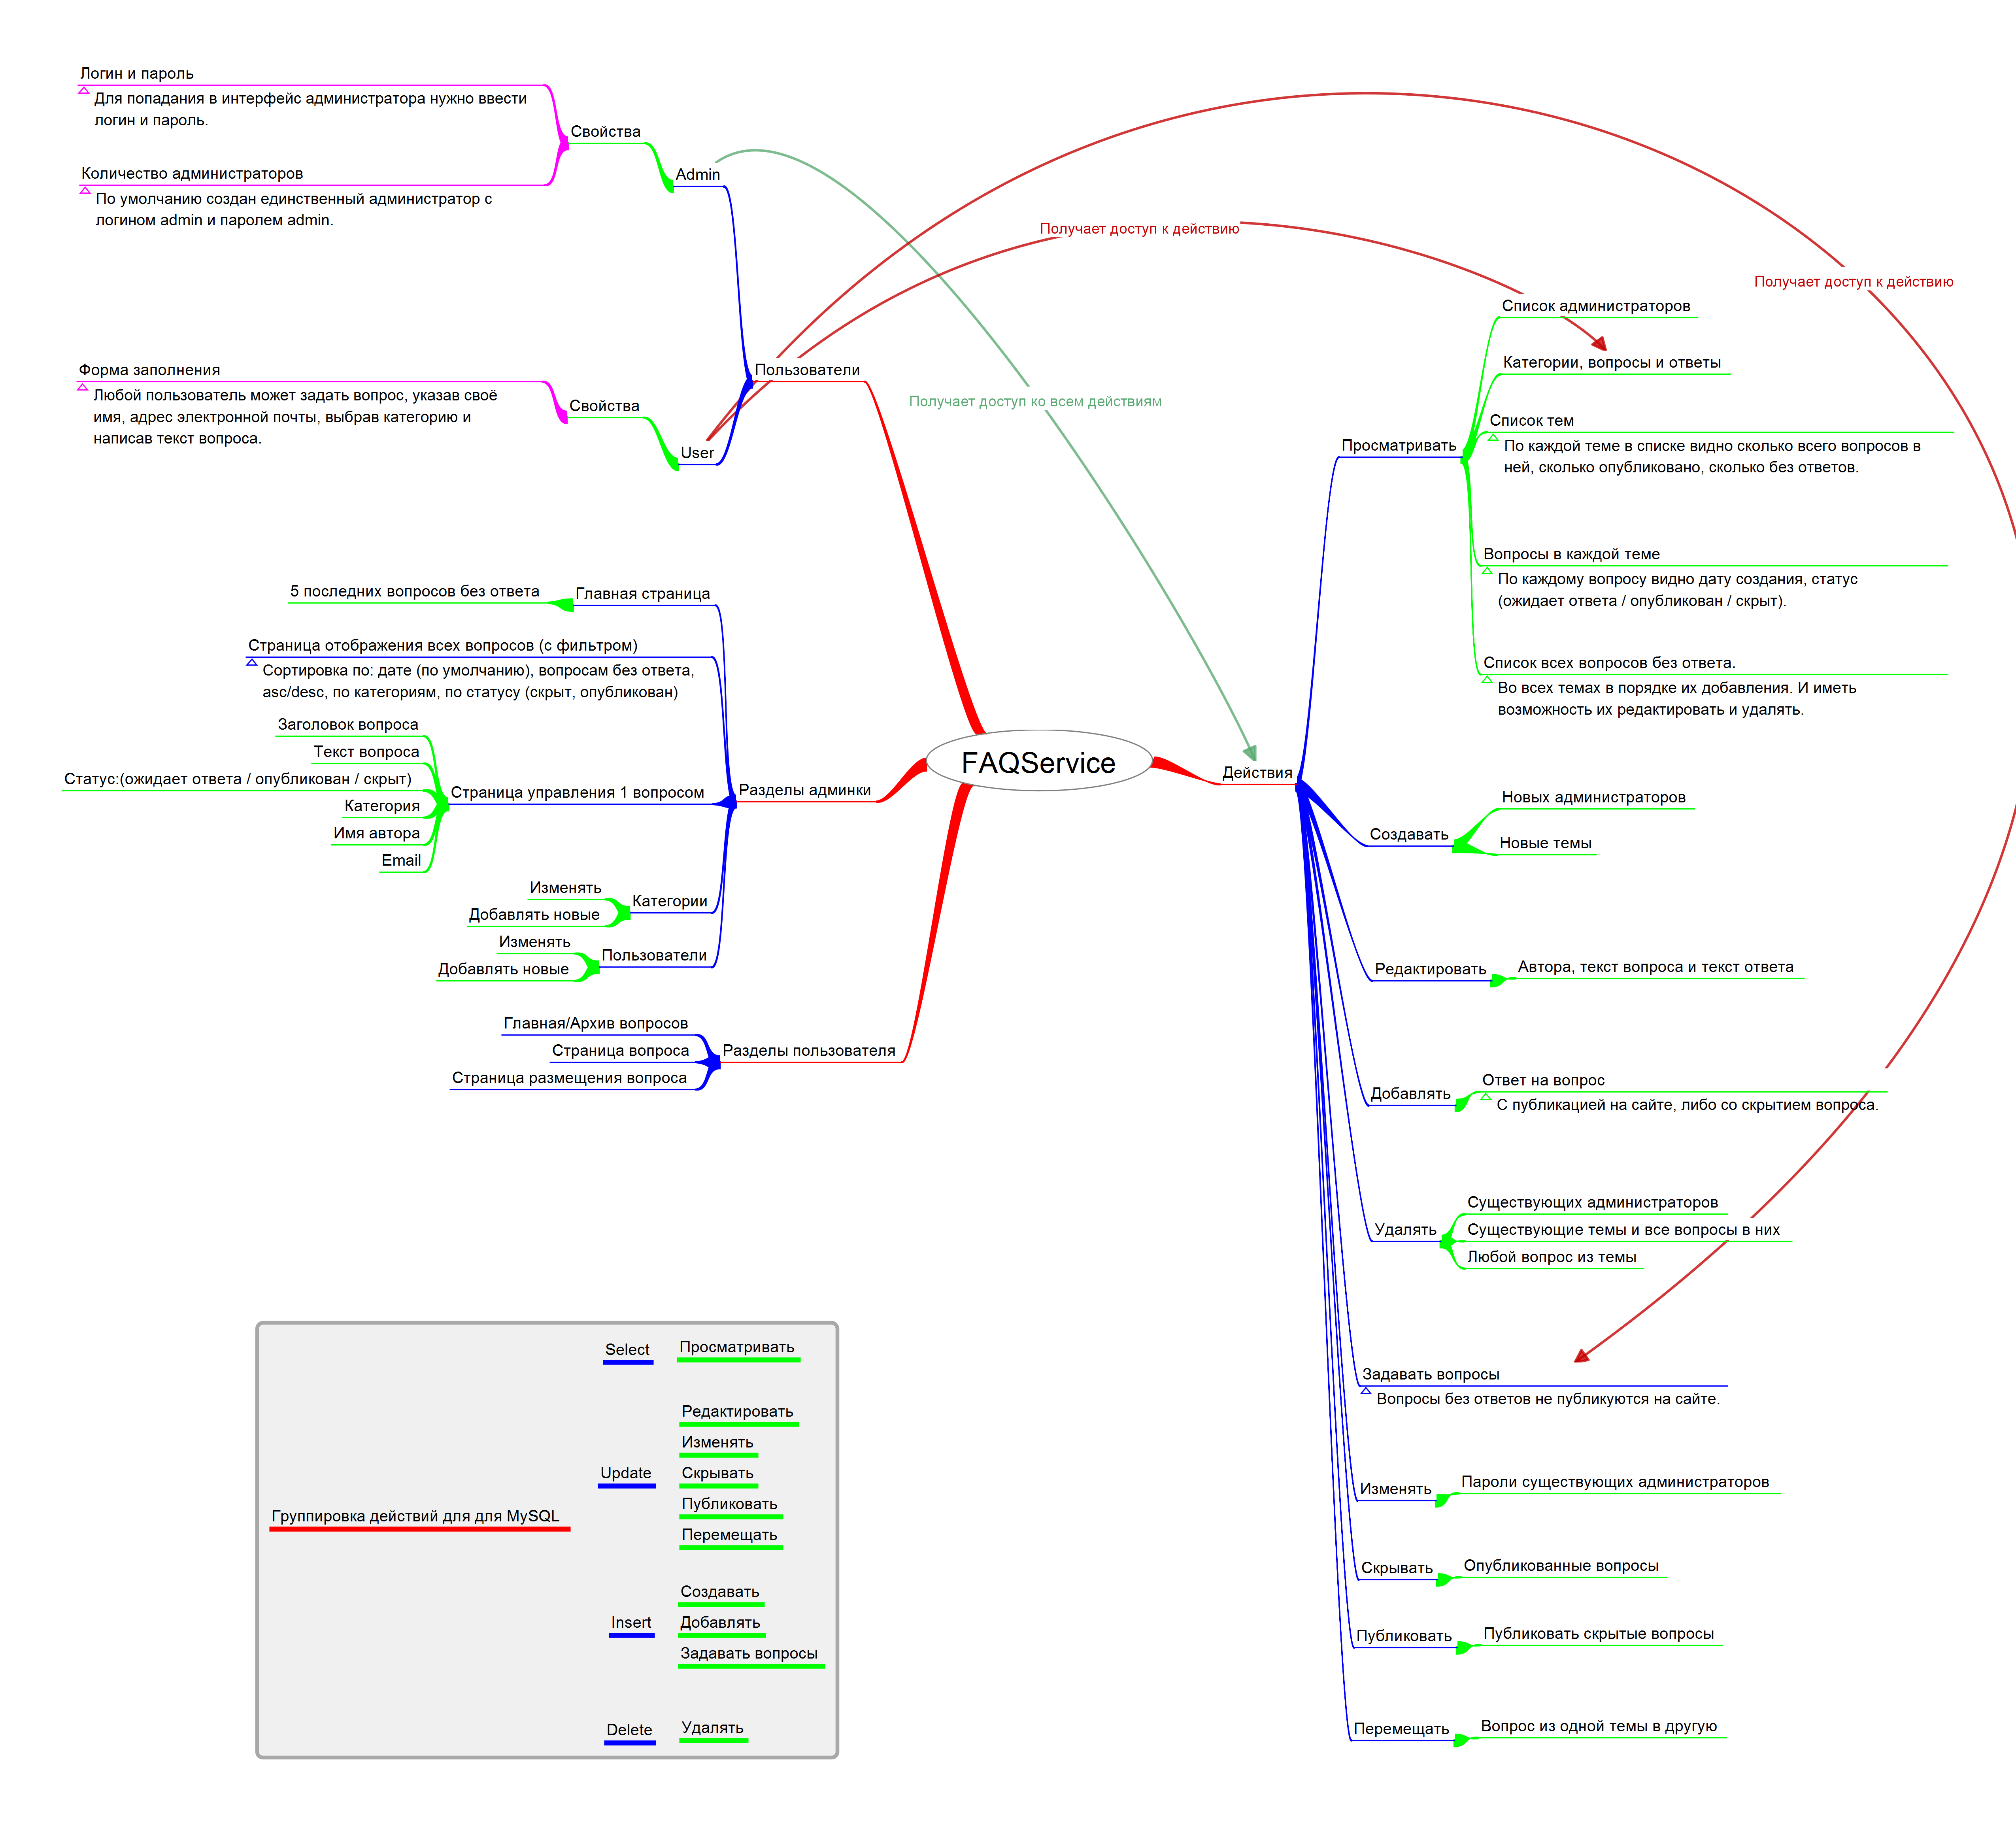 Логин и пароль
Для попадания в интерфейс администратора нужно ввести
логин и пароль.
Количество администраторов
По умолчанию создан единственный администратор с
логином admin и паролем admin.
Свойства
Admin
Форма заполнения
Любой пользователь может задать вопрос, указав своё
имя, адрес электронной почты, выбрав категорию и
написав текст вопроса.
Свойства
User
Пользователи
Получает доступ к действию
Получает доступ к действию
Получает доступ ко всем действиям
5 последних вопросов без ответа
Главная страница
Страница отображения всех вопросов (с фильтром)
Сортировка по: дате (по умолчанию), вопросам без ответа,
asc/desc, по категориям, по статусу (скрыт, опубликован)
Заголовок вопроса
Текст вопроса
Статус:(ожидает ответа / опубликован / скрыт)
Категория
Имя автора
Email
Страница управления 1 вопросом
Разделы админки
Изменять
Добавлять новые
Категории
Изменять
Добавлять новые
Пользователи
Главная/Архив вопросов
Страница вопроса
Страница размещения вопроса
Разделы пользователя
FAQService
Действия
Просматривать
Список администраторов
Категории, вопросы и ответы
Список тем
По каждой теме в списке видно сколько всего вопросов в
ней, сколько опубликовано, сколько без ответов.
Вопросы в каждой теме
По каждому вопросу видно дату создания, статус
(ожидает ответа / опубликован / скрыт).
Список всех вопросов без ответа.
Во всех темах в порядке их добавления. И иметь
возможность их редактировать и удалять.
Создавать
Новых администраторов
Новые темы
Редактировать
Автора, текст вопроса и текст ответа
Добавлять
Ответ на вопрос
С публикацией на сайте, либо со скрытием вопроса.
Удалять
Существующих администраторов
Существующие темы и все вопросы в них
Любой вопрос из темы
Задавать вопросы
Вопросы без ответов не публикуются на сайте.
Изменять
Пароли существующих администраторов
Скрывать
Опубликованные вопросы
Публиковать
Публиковать скрытые вопросы
Перемещать
Вопрос из одной темы в другую
Группировка действий для для MySQL
Select
Просматривать
Update
Редактировать
Изменять
Скрывать
Публиковать
Перемещать
Insert
Создавать
Добавлять
Задавать вопросы
Delete
Удалять